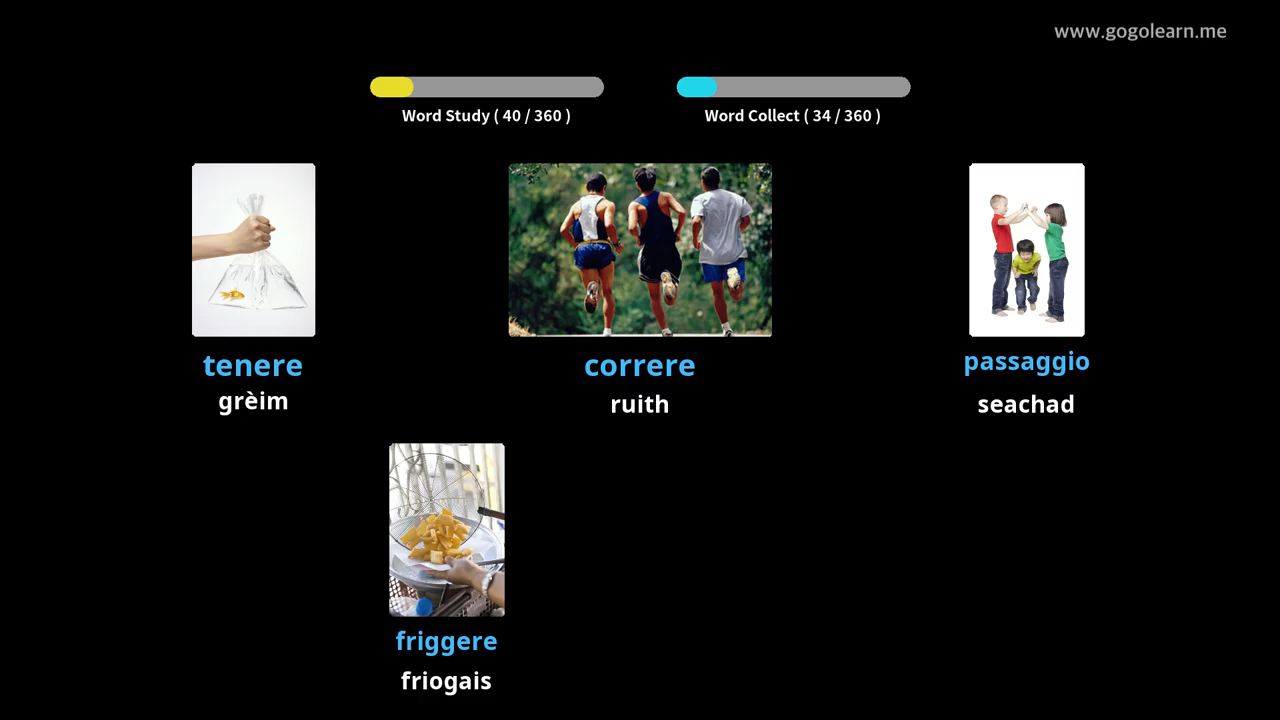 www.gogolearn.me
Word Study ( 40 / 360 )
Word Collect ( 34 / 360 )
tenere
grèim
correre
ruith
passaggio
seachad
friggere
friogais